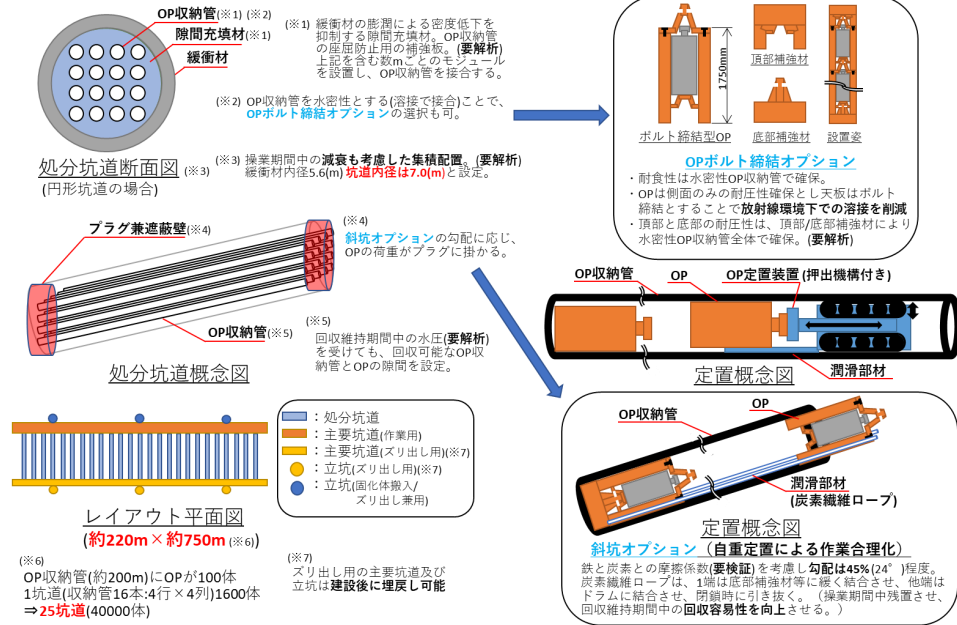 OP収納管(※1) (※2)
隙間充填材(※1)
緩衝材
処分坑道断面図(※3)
(円形坑道の場合)
(※1) 緩衝材の膨潤による密度低下を
抑制する隙間充填材。OP収納管
の座屈防止用の補強板。(要解析)
上記を含む数mごとのモジュール
を設置し、OP収納管を接合する。
(※2) OP収納管を水密性とする(溶接で接合)ことで、
OPボルト締結オプションの選択も可。
(※3) 操業期間中の減衰も考慮した集積配置。(要解析)
緩衝材内径5.6(m) 坑道内径は7.0(m)と設定。
1750mm
ボルト締結型OP
頂部補強材
底部補強材
設置姿
OPボルト締結オプション
・耐食性は水密性OP収納管で確保。
・OPは側面のみの耐圧性確保とし天板はボルト
締結とすることで放射線環境下での溶接を削減
・頂部と底部の耐圧性は、頂部/底部補強材により
水密性OP収納管全体で確保。(要解析)
プラグ兼遮蔽壁(※4)
OP収納管(※5)
処分坑道概念図
(※4)
斜坑オプションの勾配に応じ、
OPの荷重がプラグに掛かる。
(※5)
回収維持期間中の水圧(要解析)
を受けても、回収可能なOP収
納管とOPの隙間を設定。
OP収納管
OP
OP定置装置(押出機構付き)
潤滑部材
定置概念図
レイアウト平面図
(約220m×約750m (※6))
：処分坑道
：主要坑道(作業用)
：主要坑道(ズリ出し用)(※7)
：立坑(ズリ出し用)(※7)
：立坑(固化体搬入/
ズリ出し兼用)
(※6)
OP収納管(約200m)にOPが100体
1坑道(収納管16本:4行×4列)1600体
⇒25坑道(40000体)
(※7)
ズリ出し用の主要坑道及び
立坑は建設後に埋戻し可能
OP収納管
OP
潤滑部材
(炭素繊維ロープ)
定置概念図
斜坑オプション（自重定置による作業合理化）
鉄と炭素との摩擦係数(要検証)を考慮し勾配は45%(24°)程度。
炭素繊維ロープは、1端は底部補強材等に緩く結合させ、他端は
ドラムに結合させ、閉鎖時に引き抜く。（操業期間中残置させ、
回収維持期間中の回収容易性を向上させる。）